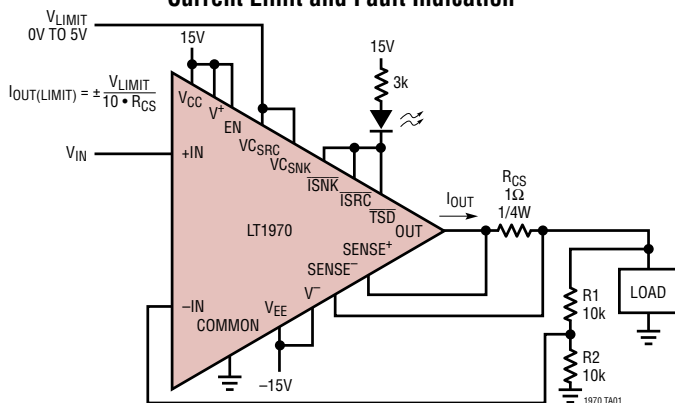 Current Limit and Fault Indication
VLIMIT
0V TO 5V
15V
IOUT(LIMIT) = ± VLIMIT
10 • RCS
15V
3k
VCC
V+
EN
VCSRC
VCSNK
ISNK
ISRC
TSD
VIN
+IN
LT1970
OUT
IOUT
RCS
1Ω
1/4W
SENSE+
SENSE–
–IN
VEE
V–
COMMON
–15V
R1
10k
LOAD
R2
10k
1970 TA01